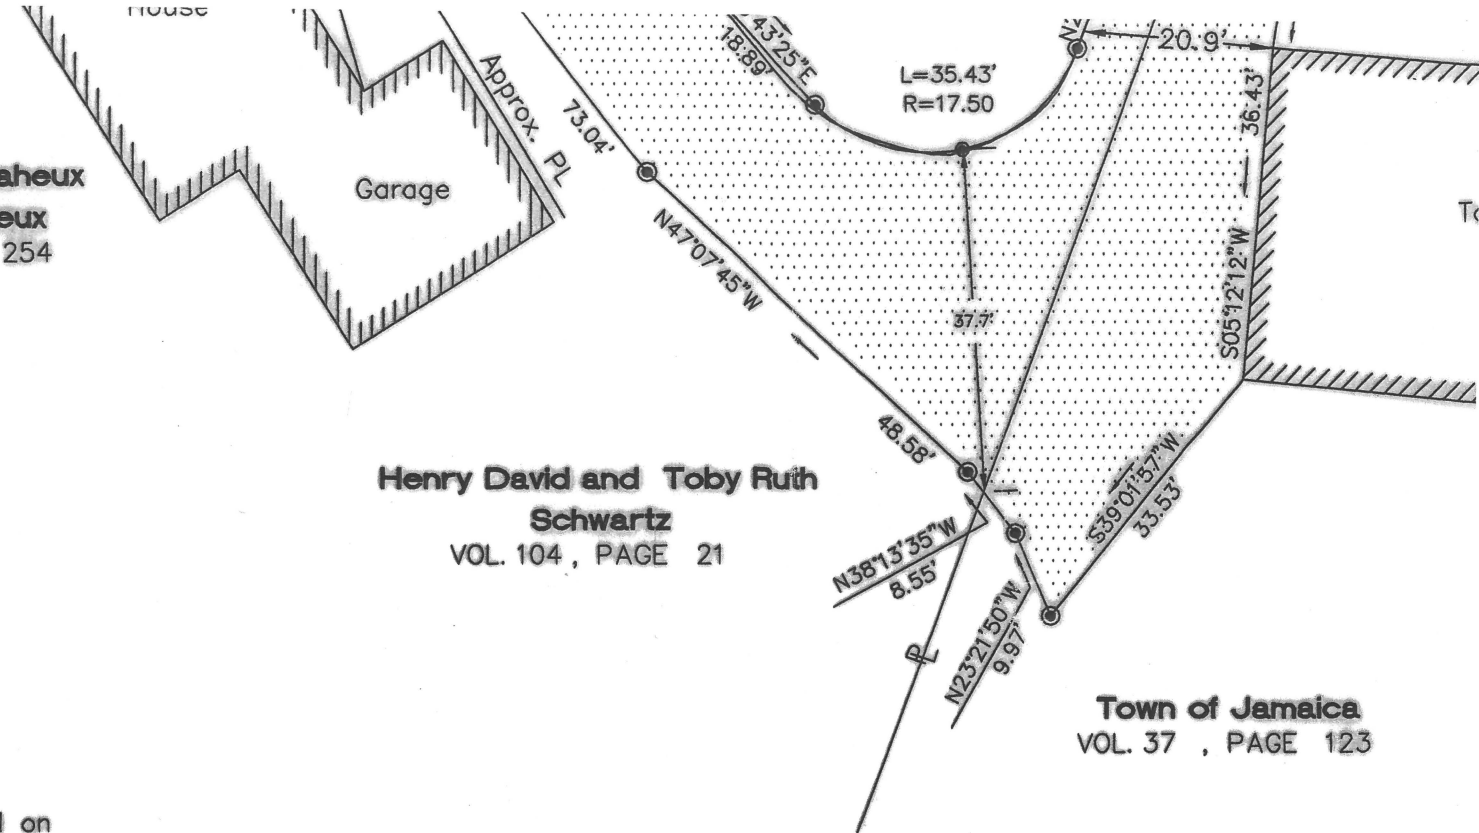 House
43'25"E
18.89'
L=35.43'
R=17.50
20.9'
36.43'
S05°12'12"W
Approx. PL
73.04'
aheux
eux
254
Garage
N47°07'45"W
37.7'
48.58'
Henry David and Toby Ruth
Schwartz
VOL. 104 , PAGE 21
S39°01'57"W
33.53'
N38°13'35"W
8.55'
N23°21'50"W
9.97'
PL
Town of Jamaica
VOL. 37 , PAGE 123
on